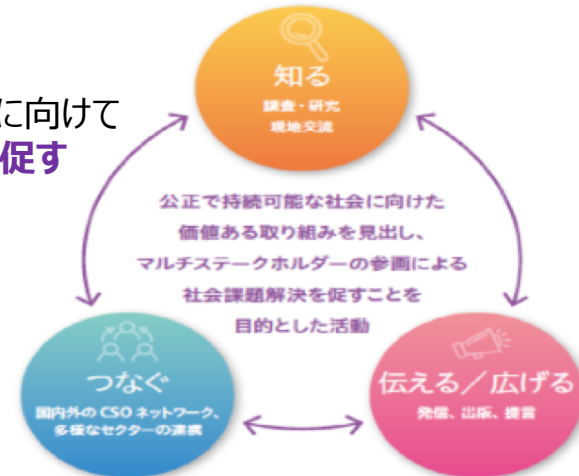 に向けて
促す
知る
調査・研究
現地交流
公正で持続可能な社会に向けた
価値ある取り組みを見出し、
マルチステークホルダーの参画による
社会課題解決を促すことを
目的とした活動
つなぐ
国内外の CSO ネットワーク、
多様なセクターの連携
伝える／広げる
発信、出版、提言